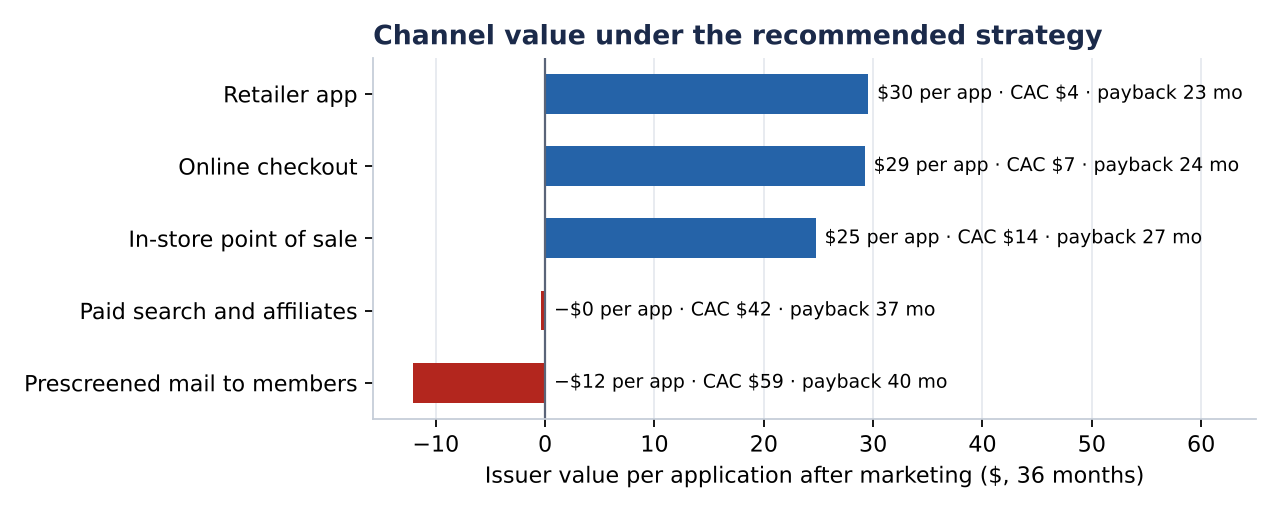 Channel value under the recommended strategy
Retailer app
$30 per app · CAC $4 · payback 23 mo
Online checkout
$29 per app · CAC $7 · payback 24 mo
In-store point of sale
$25 per app · CAC $14 · payback 27 mo
Paid search and affiliates
−$0 per app · CAC $42 · payback 37 mo
Prescreened mail to members
−$12 per app · CAC $59 · payback 40 mo
−10 0 10 20 30 40 50 60
Issuer value per application after marketing ($, 36 months)